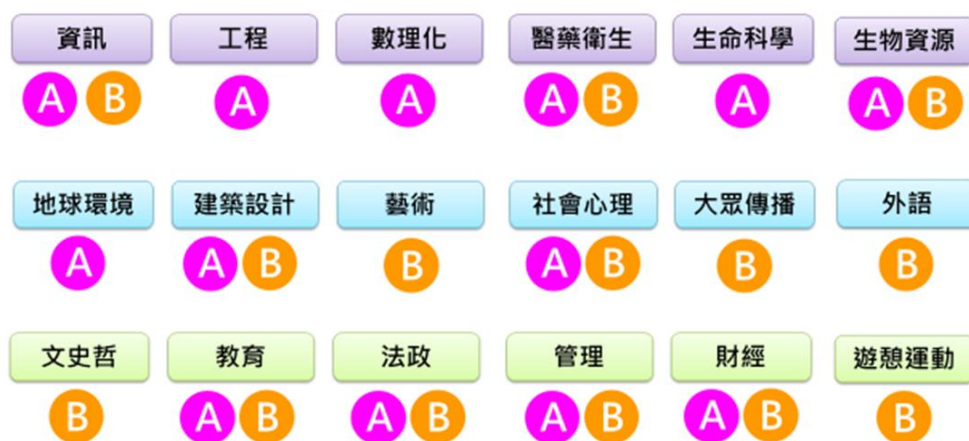 資訊 工程 數理化 醫藥衛生 生命科學 生物資源
A B A A A B A A B
地球環境 建築設計 藝術 社會心理 大眾傳播 外語
A A B B A B B B
文史哲 教育 法政 管理 財經 遊憩運動
B A B A B A B A B B